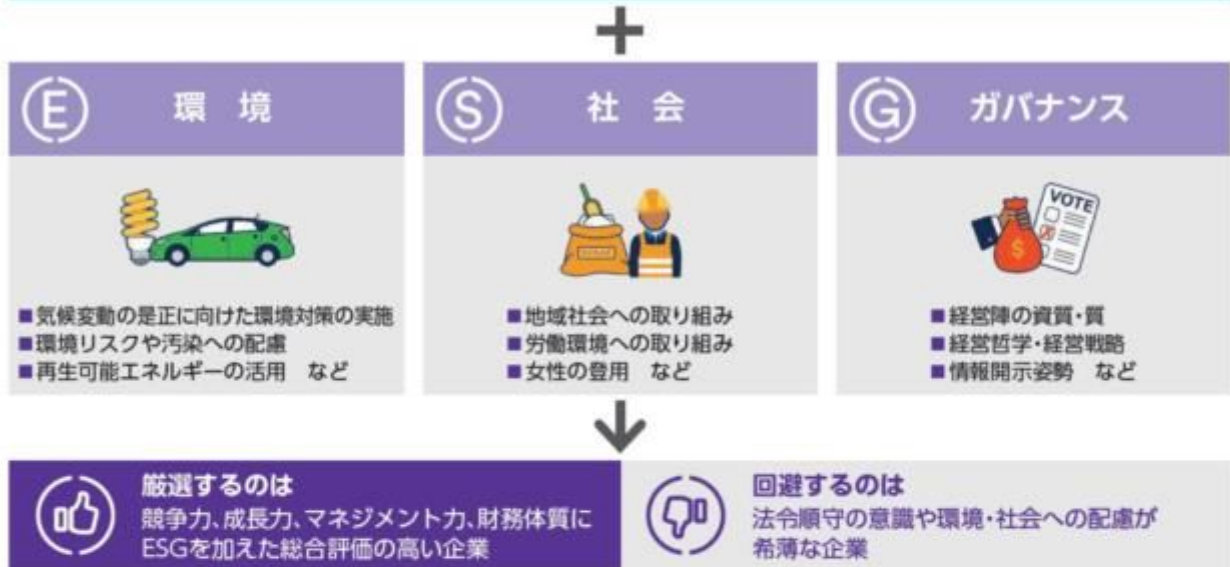 +
E 環 境
S 社 会
G ガバナンス
VOTE
$
■気候変動の是正に向けた環境対策の実施
■環境リスクや汚染への配慮
■再生可能エネルギーの活用 など
■地域社会への取り組み
■労働環境への取り組み
■女性の登用 など
■経営陣の資質・質
■経営哲学・経営戦略
■情報開示姿勢 など
厳選するのは
競争力、成長力、マネジメント力、財務体質に
ESGを加えた総合評価の高い企業
回避するのは
法令順守の意識や環境・社会への配慮が
希薄な企業